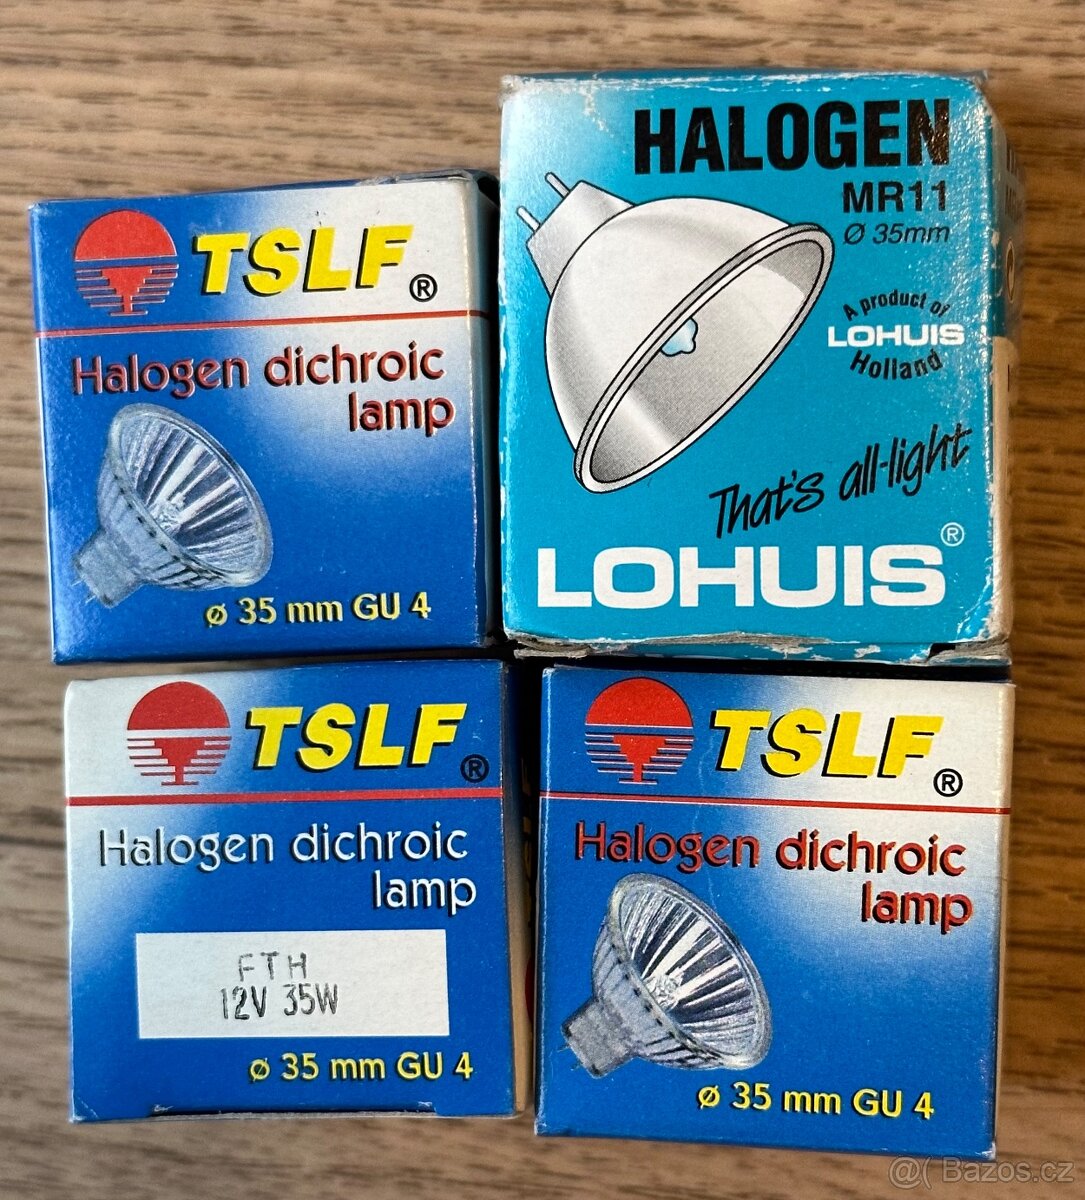 TSLF®
Halogen dichroic
lamp
ø 35 mm GU 4
HALOGEN
MR11
Ø 35mm
A product of
LOHUIS
Holland
That's all-light
LOHUIS®
TSLF®
Halogen dichroic
lamp
FTH
12V 35W
ø 35 mm GU 4
TSLF®
Halogen dichroic
lamp
ø 35 mm GU 4
@( Bazos.cz